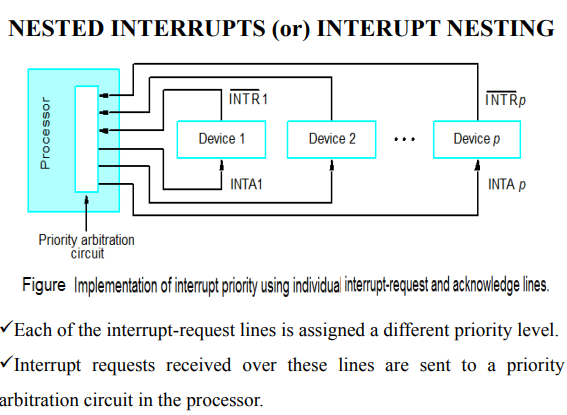 NESTED INTERRUPTS (or) INTERUPT NESTING
Processor
INTR1
INTRp
Device 1
Device 2
...
Device p
INTA1
INTA p
Priority arbitration
circuit
Figure Implementation of interrupt priority using individual interrupt-request and acknowledge lines.
✓Each of the interrupt-request lines is assigned a different priority level.
✓Interrupt requests received over these lines are sent to a priority
arbitration circuit in the processor.